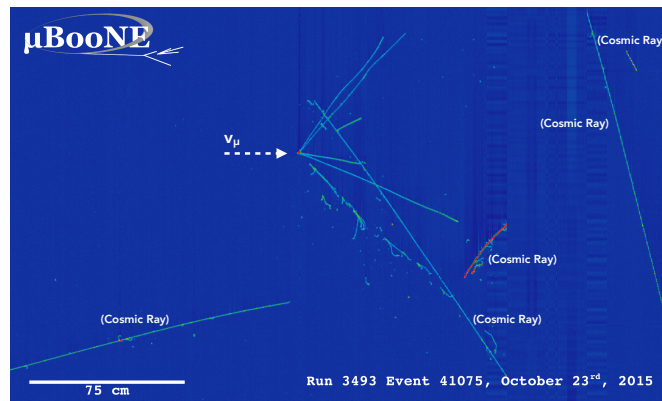 µBooNE
(Cosmic Ray)
(Cosmic Ray)
νμ
(Cosmic Ray)
(Cosmic Ray)
(Cosmic Ray)
75 cm
Run 3493 Event 41075, October 23rd, 2015